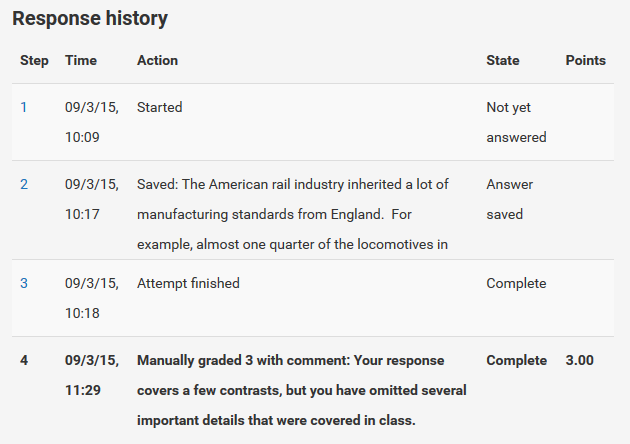 Response history
Step Time Action State Points
1 09/3/15, Started Not yet
10:09 answered
2 09/3/15, Saved: The American rail industry inherited a lot of Answer
10:17 manufacturing standards from England.  For saved
example, almost one quarter of the locomotives in
3 09/3/15, Attempt finished Complete
10:18
4 09/3/15, Manually graded 3 with comment: Your response Complete 3.00
11:29 covers a few contrasts, but you have omitted several
important details that were covered in class.